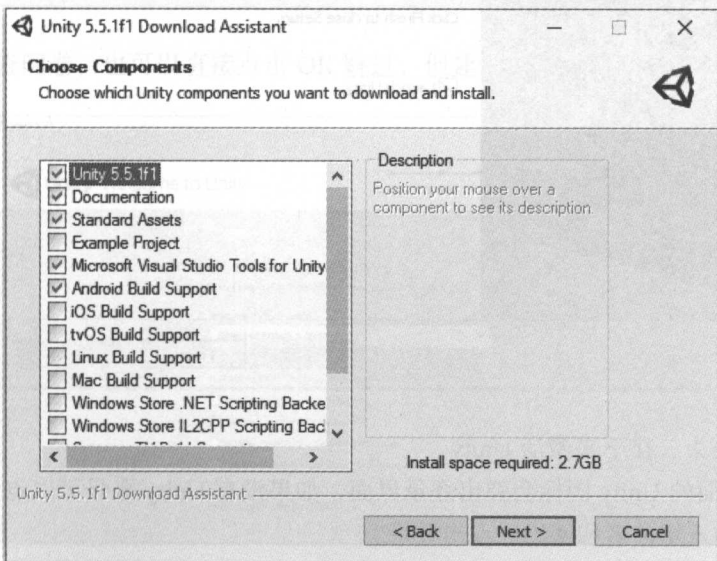 Unity 5.5.1f1 Download Assistant
Choose Components
Choose which Unity components you want to download and install.
Unity 5.5.1f1
Documentation
Standard Assets
Example Project
Microsoft Visual Studio Tools for Unity
Android Build Support
iOS Build Support
tvOS Build Support
Linux Build Support
Mac Build Support
Windows Store .NET Scripting Backe
Windows Store IL2CPP Scripting Bac
Description
Position your mouse over a
component to see its description.
Install space required: 2.7GB
Unity 5.5.1f1 Download Assistant
< Back
Next >
Cancel